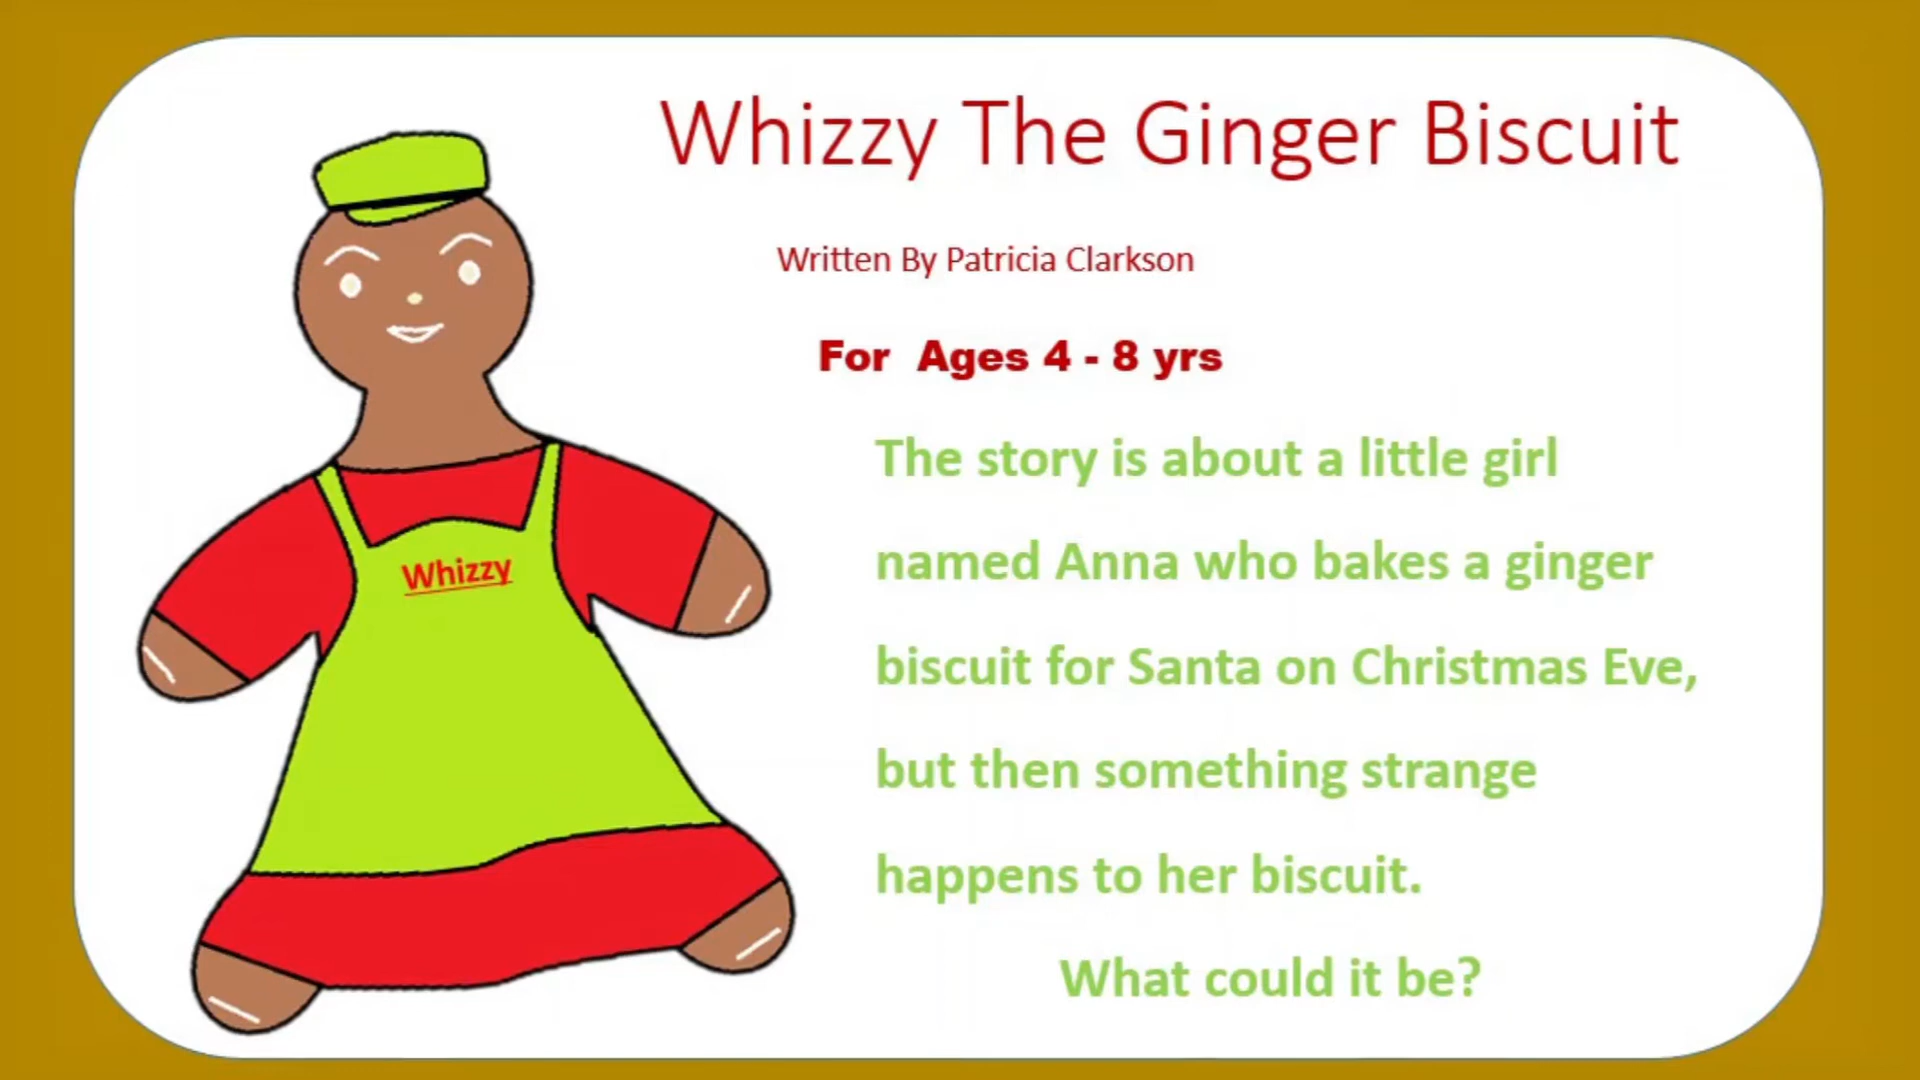 Whizzy The Ginger Biscuit
Written By Patricia Clarkson
For Ages 4 - 8 yrs
The story is about a little girl
named Anna who bakes a ginger
biscuit for Santa on Christmas Eve,
but then something strange
happens to her biscuit.
What could it be?
Whizzy